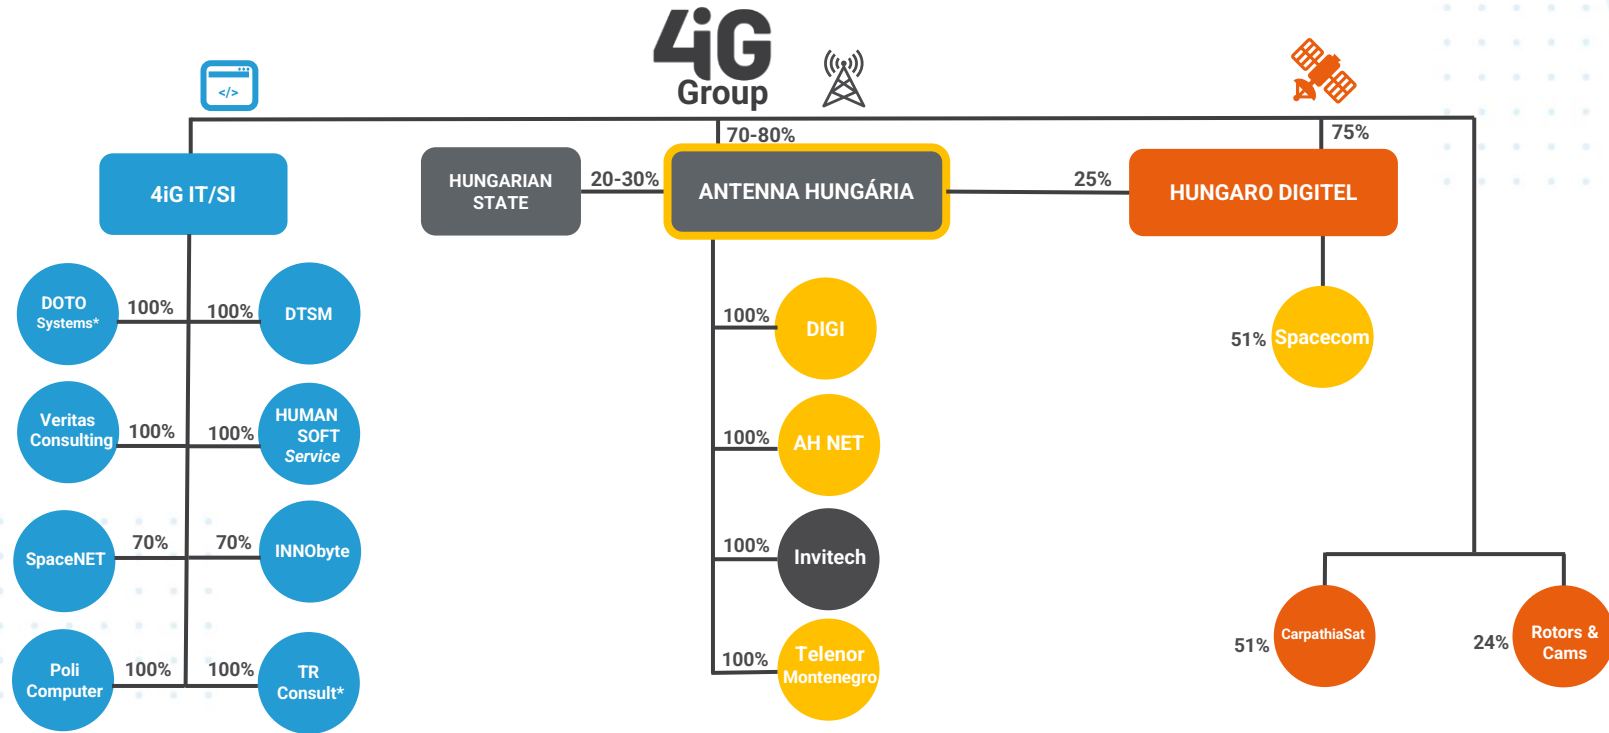 4iG
Group
</>
70-80%
75%
4iG IT/SI
HUNGARIAN
STATE
20-30%
ANTENNA HUNGÁRIA
25%
HUNGARO DIGITEL
DOTO
Systems*
100%
100%
DTSM
Veritas
Consulting
100%
100%
HUMAN
SOFT
Service
SpaceNET
70%
70%
INNObyte
Poli
Computer
100%
100%
TR
Consult*
100%
DIGI
100%
AH NET
100%
Invitech
100%
Telenor
Montenegro
51%
Spacecom
51%
CarpathiaSat
24%
Rotors &
Cams